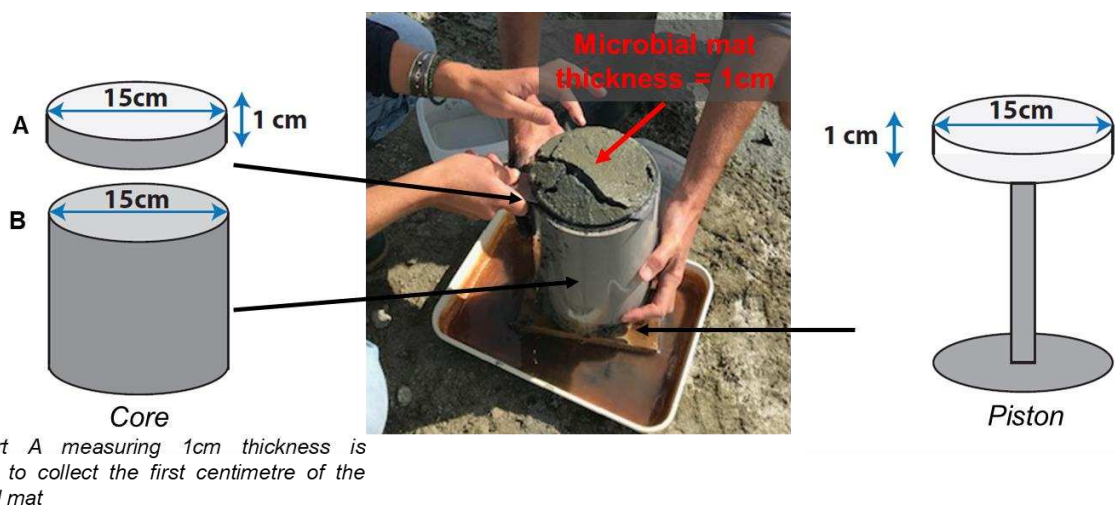 Microbial mat
thickness = 1cm
A
15cm
1 cm
B
15cm
Core
A measuring 1cm thickness is
to collect the first centimetre of the
mat
15cm
1 cm
Piston